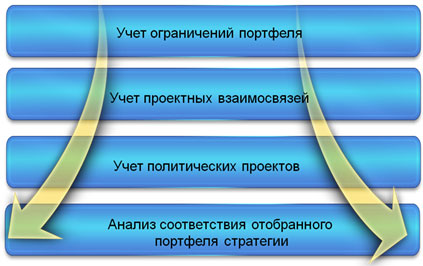 Учет ограничений портфеля
Учет проектных взаимосвязей
Учет политических проектов
Анализ соответствия отобранного
портфеля стратегии